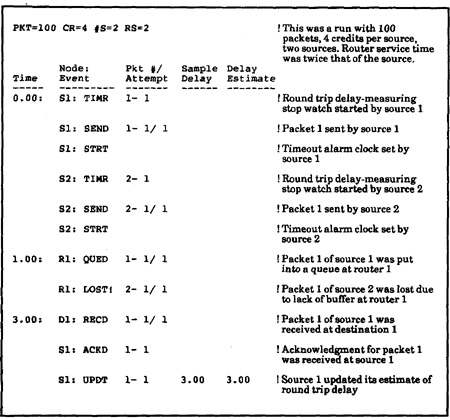 PKT=100 CR=4 #S=2 RS=2 ! This was a run with 100
packets, 4 credits per source,
two sources. Router service time
was twice that of the source.
Node: Pkt #/ Sample Delay
Time Event Attempt Delay Estimate
0.00: S1: TIMR 1- 1 ! Round trip delay-measuring
stop watch started by source 1
S1: SEND 1- 1/ 1 ! Packet 1 sent by source 1
S1: STRT ! Timeout alarm clock set by
source 1
S2: TIMR 2- 1 ! Round trip delay-measuring
stop watch started by source 2
S2: SEND 2- 1/ 1 ! Packet 1 sent by source 2
S2: STRT ! Timeout alarm clock set by
source 2
1.00: R1: QUED 1- 1/ 1 ! Packet 1 of source 1 was put
into a queue at router 1
R1: LOST! 2- 1/ 1 ! Packet 1 of source 2 was lost due
to lack of buffer at router 1
3.00: D1: RECD 1- 1/ 1 ! Packet 1 of source 1 was
received at destination 1
S1: ACKD 1- 1 ! Acknowledgment for packet 1
was received at source 1
S1: UPDT 1- 1 3.00 3.00 ! Source 1 updated its estimate of
round trip delay